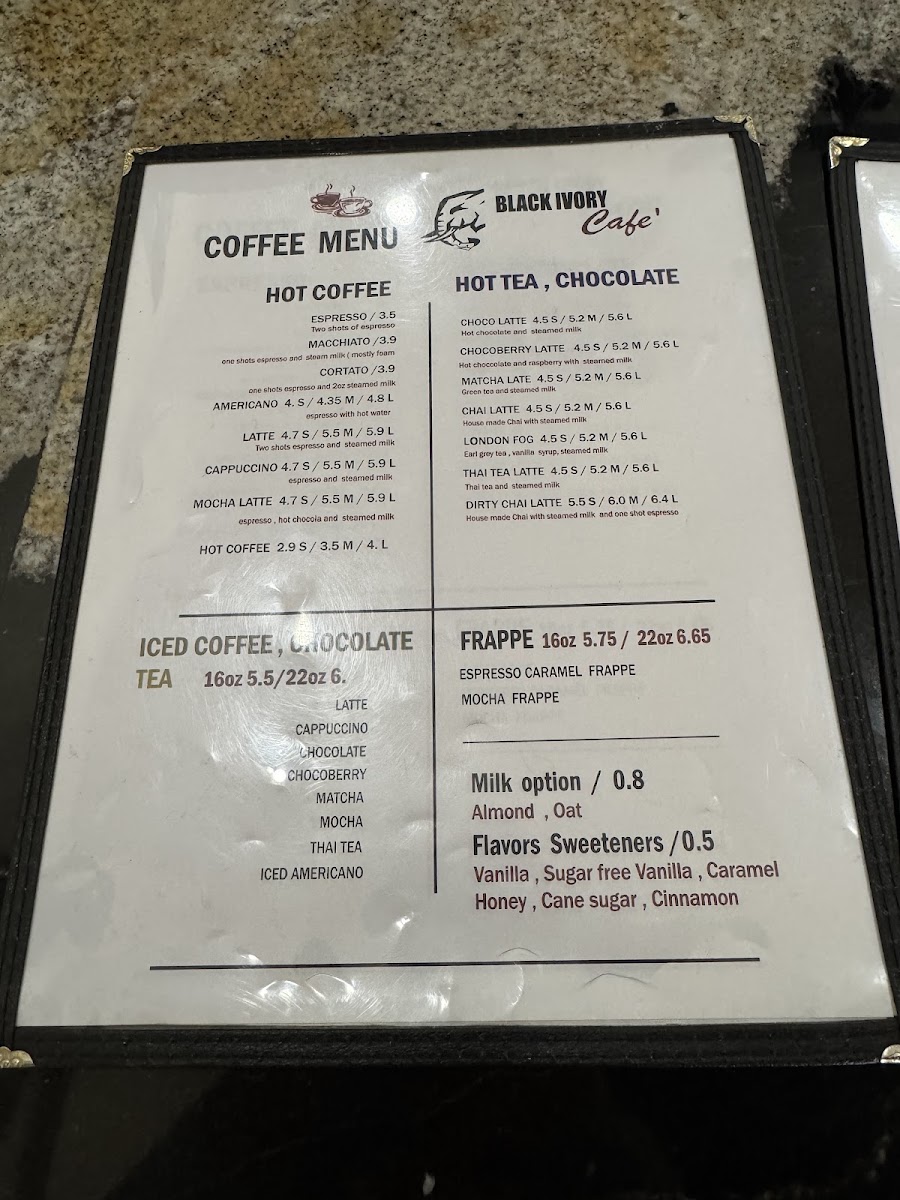 COFFEE MENU
BLACK IVORY
Cafe'
HOT COFFEE
ESPRESSO / 3.5
Two shots of espresso
MACCHIATO /3.9
one shots espresso and steam milk ( mostly foam
CORTATO /3.9
one shots espresso and 2oz steamed milk
AMERICANO 4. S / 4.35 M / 4.8 L
espresso with hot water
LATTE 4.7 S / 5.5 M / 5.9 L
Two shots espresso and steamed milk
CAPPUCCINO 4.7 S / 5.5 M / 5.9 L
espresso and steamed milk
MOCHA LATTE 4.7 S / 5.5 M / 5.9 L
espresso , hot chocola and steamed milk
HOT COFFEE 2.9 S / 3.5 M / 4. L
HOT TEA , CHOCOLATE
CHOCO LATTE 4.5 S / 5.2 M / 5.6 L
Hot chocolate and steamed milk
CHOCOBERRY LATTE 4.5 S / 5.2 M / 5.6 L
Hot choccolate and raspberry with steamed milk
MATCHA LATE 4.5 S / 5.2 M / 5.6 L
Green tea and steamed milk
CHAI LATTE 4.5 S / 5.2 M / 5.6 L
House made Chai with steamed milk
LONDON FOG 4.5 S / 5.2 M / 5.6 L
Earl grey tea , vanilla syrup, steamed milk
THAI TEA LATTE 4.5 S / 5.2 M / 5.6 L
Thai tea and steamed milk
DIRTY CHAI LATTE 5.5 S / 6.0 M / 6.4 L
House made Chai with steamed milk and one shot espresso
ICED COFFEE , CHOCOLATE
TEA 16oz 5.5/22oz 6.
LATTE
CAPPUCCINO
CHOCOLATE
CHOCOBERRY
MATCHA
MOCHA
THAI TEA
ICED AMERICANO
FRAPPE 16oz 5.75 / 22oz 6.65
ESPRESSO CARAMEL FRAPPE
MOCHA FRAPPE
Milk option / 0.8
Almond , Oat
Flavors Sweeteners /0.5
Vanilla , Sugar free Vanilla , Caramel
Honey , Cane sugar , Cinnamon